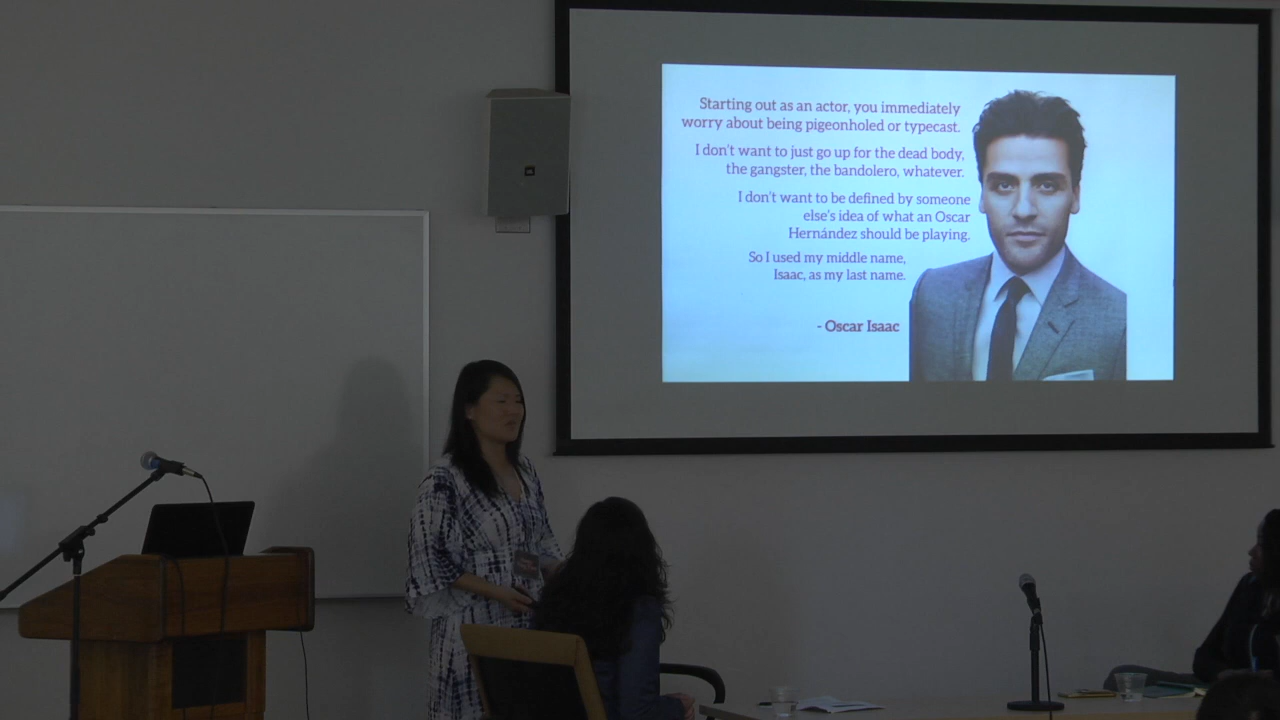 Starting out as an actor, you immediately
worry about being pigeonholed or typecast.
I don't want to just go up for the dead body,
the gangster, the bandolero, whatever.
I don't want to be defined by someone
else's idea of what an Oscar
Hernández should be playing.
So I used my middle name,
Isaac, as my last name.
- Oscar Isaac